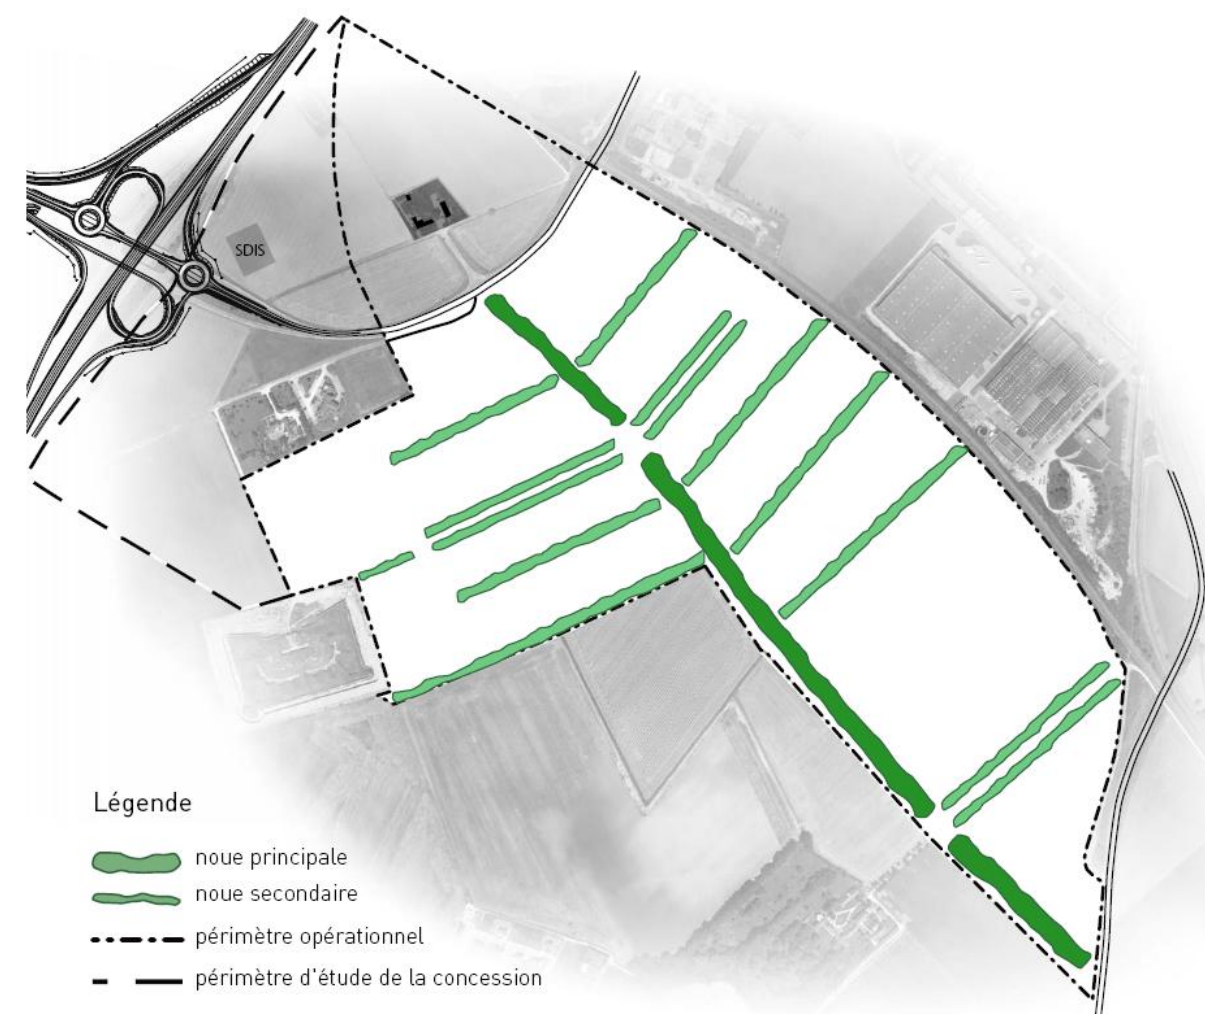 SDIS
Légende
noue principale
noue secondaire
périmètre opérationnel
périmètre d'étude de la concession